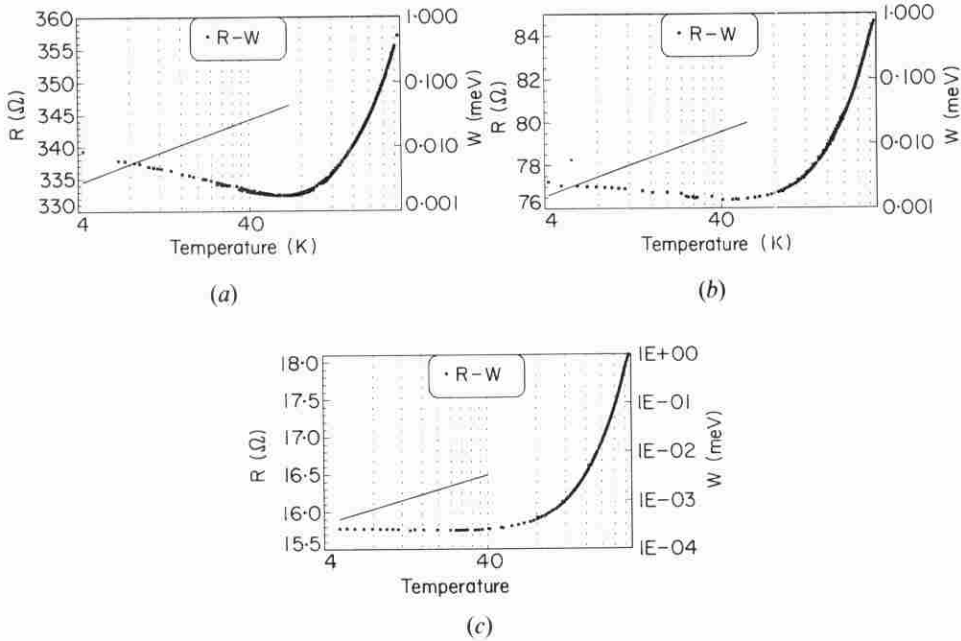 360
355
350
345
340
335
330
R (Ω)
R-W
1·000
0·100
0·010
0·001
W (meV)
4
40
Temperature (K)
(a)
84
82
80
78
76
R (Ω)
R-W
1·000
0·100
0·010
0·001
W (meV)
4
40
Temperature (K)
(b)
18·0
17·5
17·0
16·5
16·0
15·5
R (Ω)
R-W
1E+00
1E-01
1E-02
1E-03
1E-04
W (meV)
4
40
Temperature
(c)